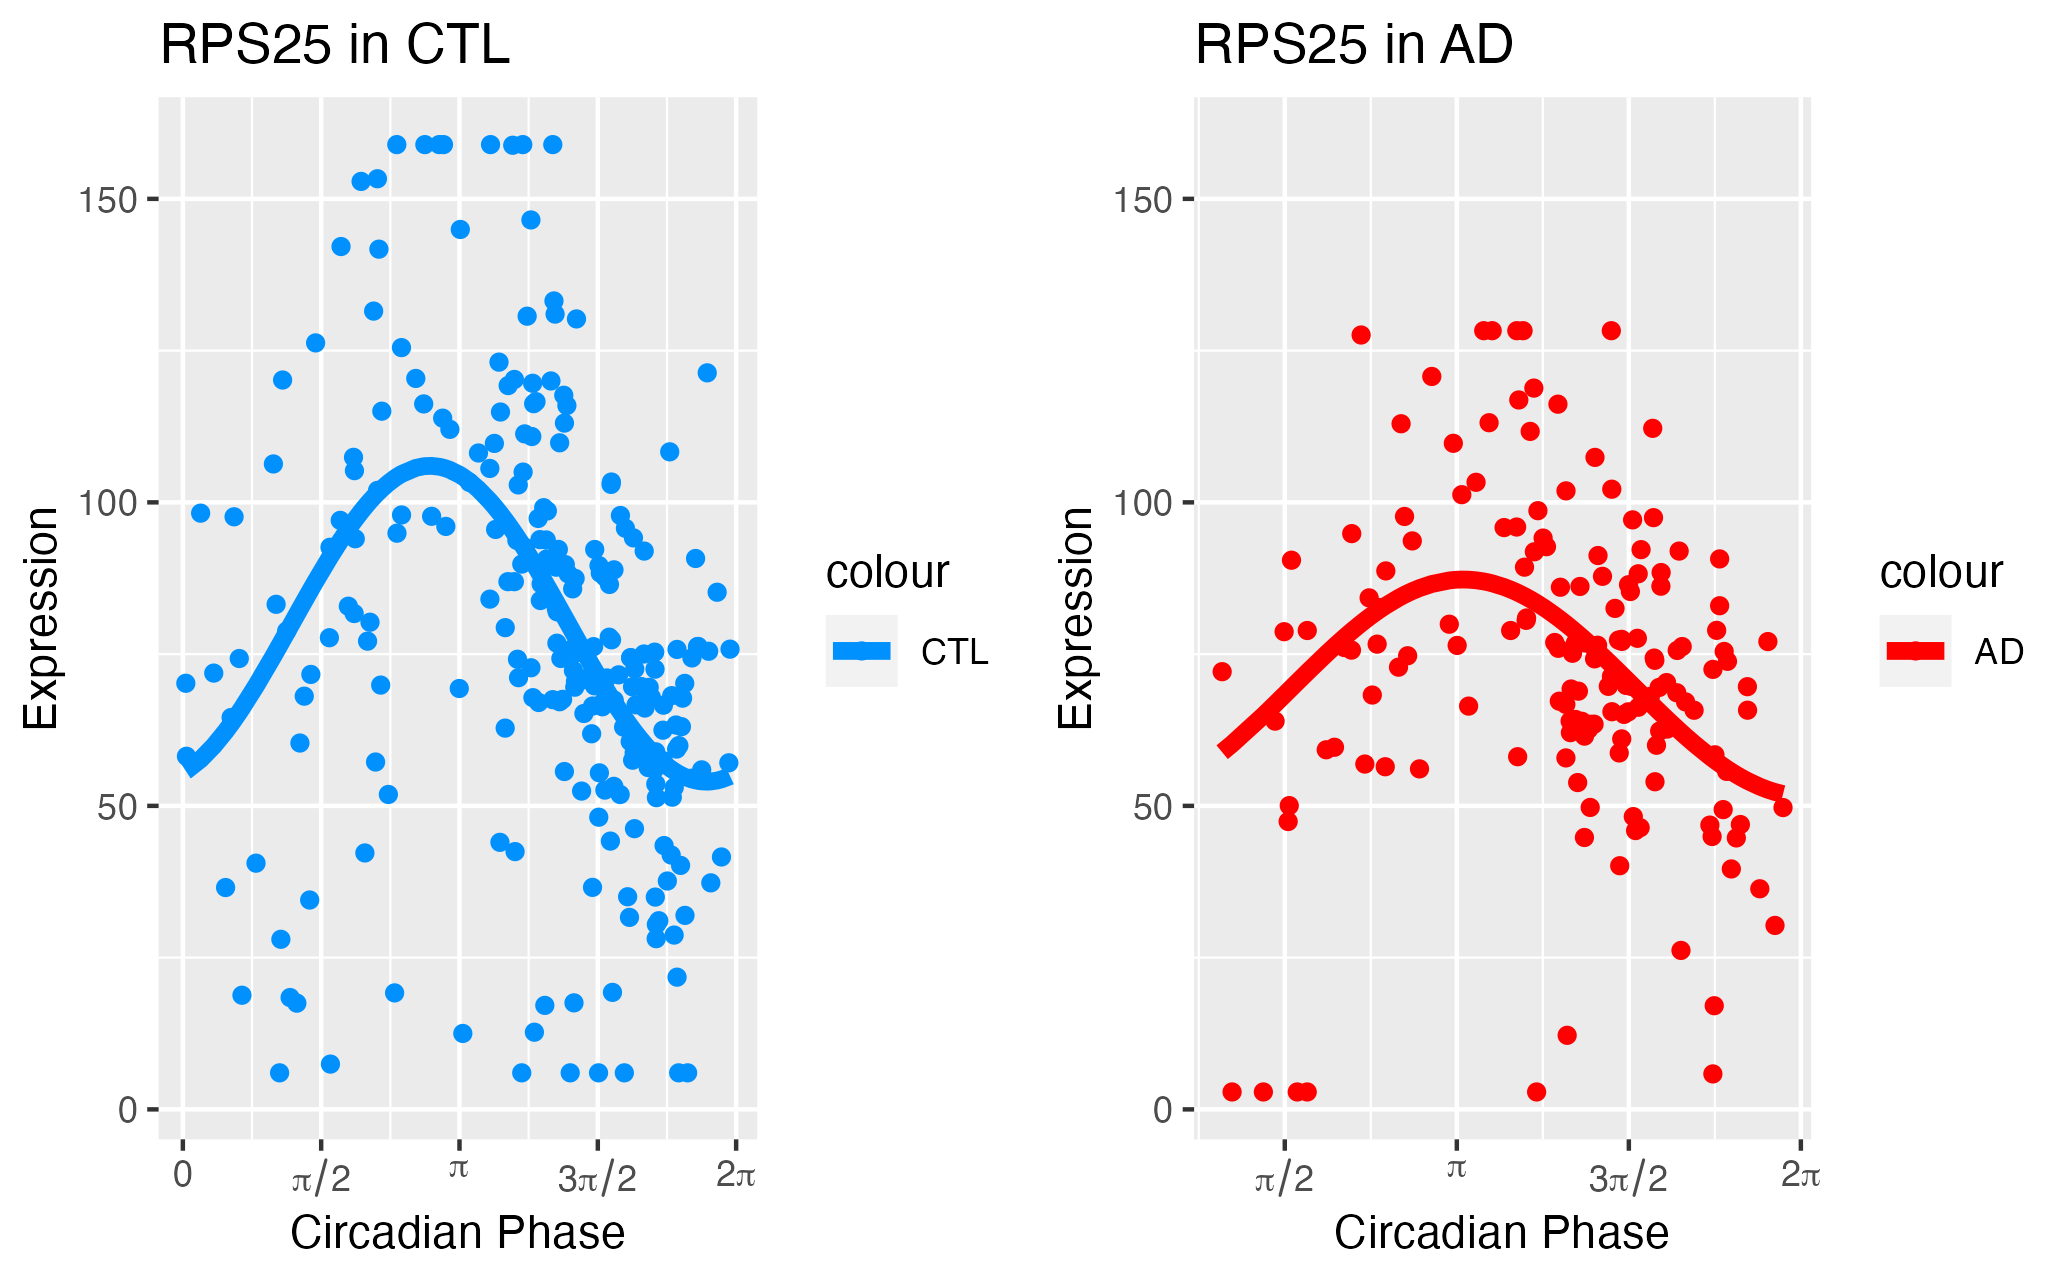 RPS25 in CTL
150
100
50
0
Expression
0 π/2 π 3π/2 2π
Circadian Phase
colour
CTL
RPS25 in AD
150
100
50
0
Expression
π/2 π 3π/2 2π
Circadian Phase
colour
AD